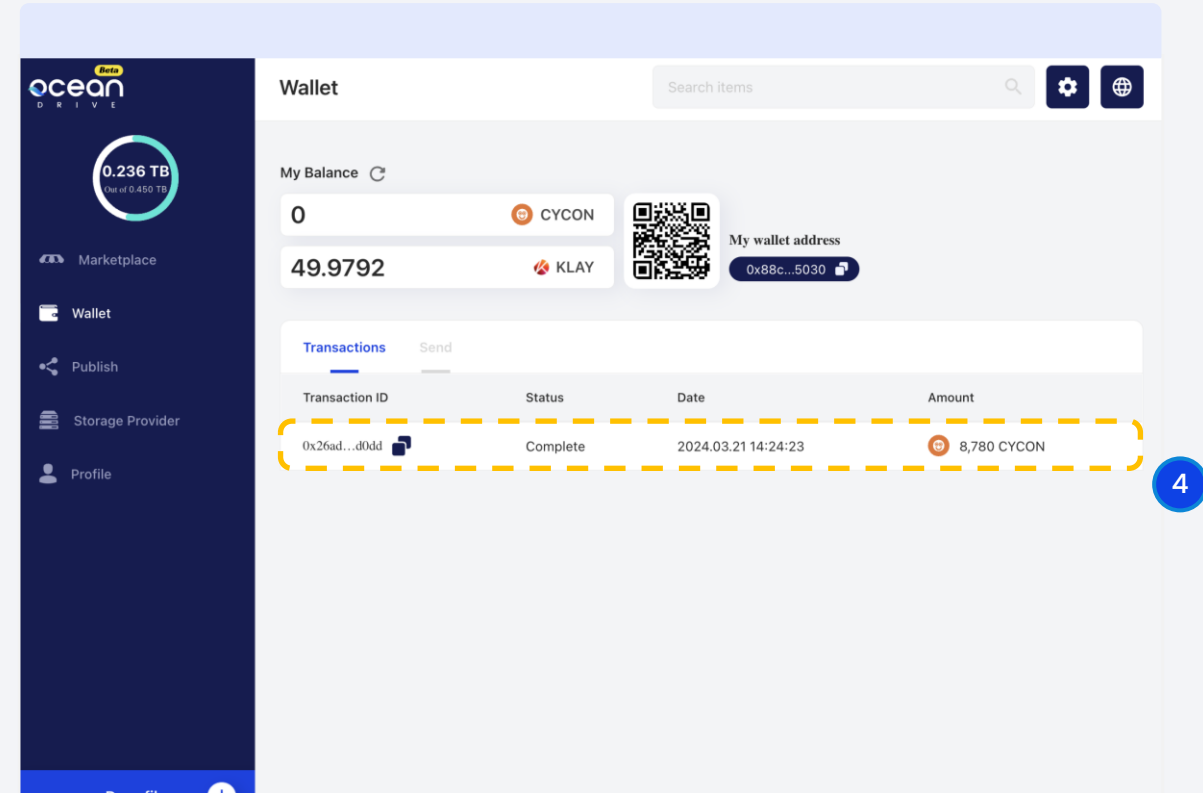 Beta
ocean
DRIVE
0.236 TB
Out of 0.450 TB
Marketplace
Wallet
Publish
Storage Provider
Profile
Wallet
Search items
My Balance
0 CYCON
49.9792 KLAY
My wallet address
0x88c...5030
Transactions Send
Transaction ID Status Date Amount
0x26ad...d0dd Complete 2024.03.21 14:24:23 8,780 CYCON
4